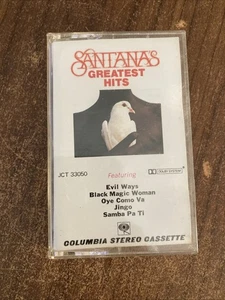 SANTANA'S
GREATEST
HITS
JCT 33050
Featuring
Evil Ways
Black Magic Woman
Oye Como Va
Jingo
Samba Pa Ti
COLUMBIA STEREO CASSETTE